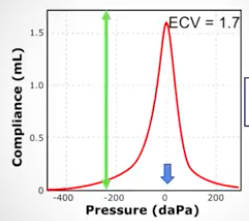 ECV = 1.7
Compliance (mL)
1.5
1.0
0.5
0
-400 -200 0 200
Pressure (daPa)